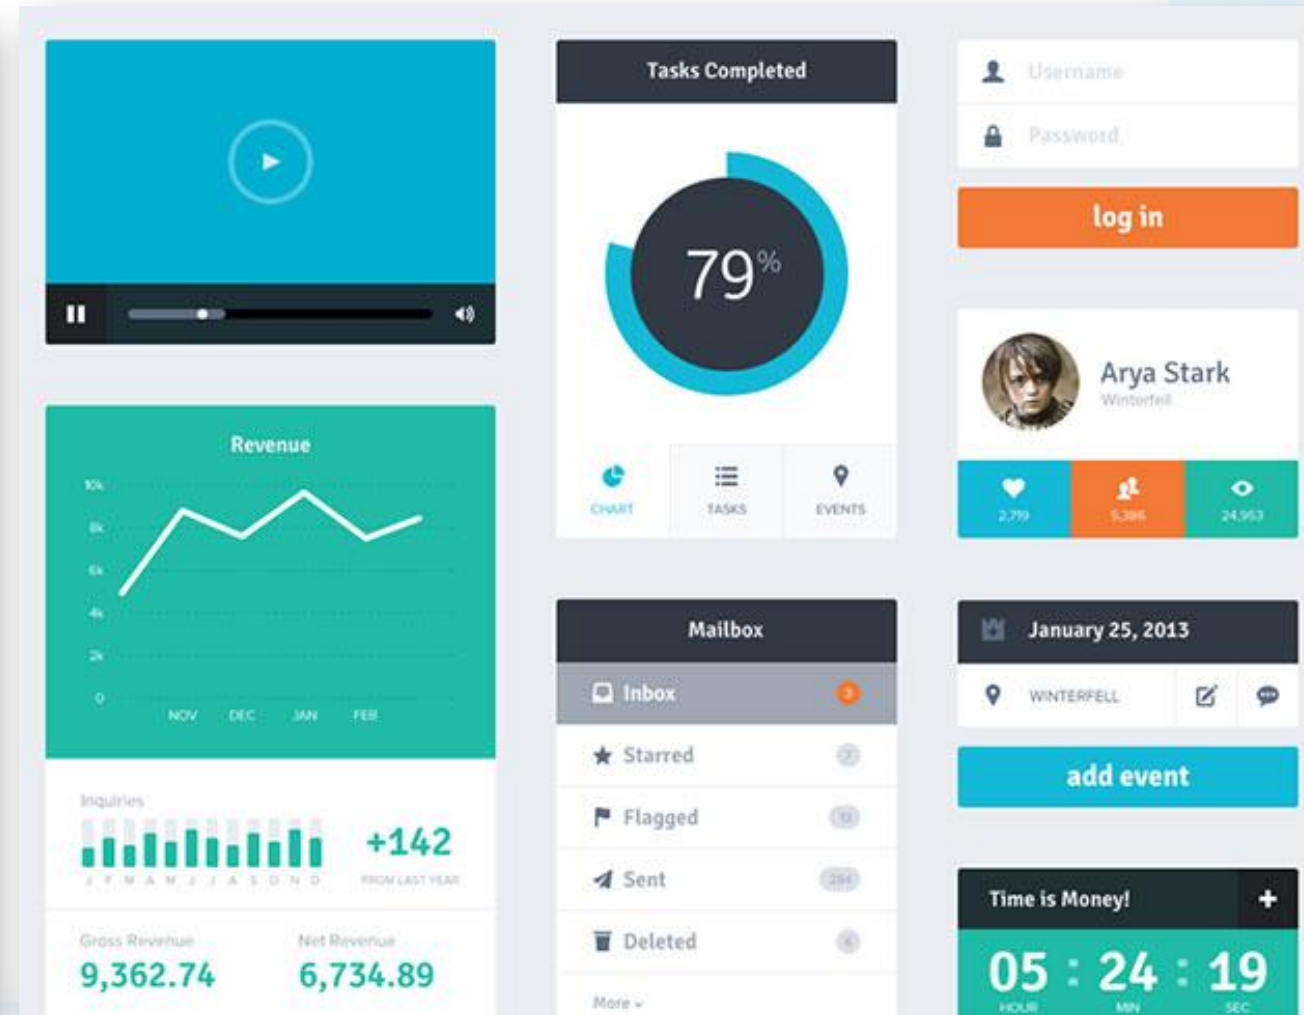 Revenue
10k
8k
6k
4k
2k
0
NOV DEC JAN FEB
Inquiries
+142
J F M A M J J A S O N D
FROM LAST YEAR
Gross Revenue Net Revenue
9,362.74 6,734.89
Tasks Completed
79%
CHART TASKS EVENTS
Mailbox
Inbox 3
Starred 7
Flagged
Sent
Deleted
More
Username
Password
log in
Arya Stark
Winterfell
2,719 5,386 24,953
January 25, 2013
WINTERFELL
add event
Time is Money!
05 : 24 : 19
HOUR MIN SEC